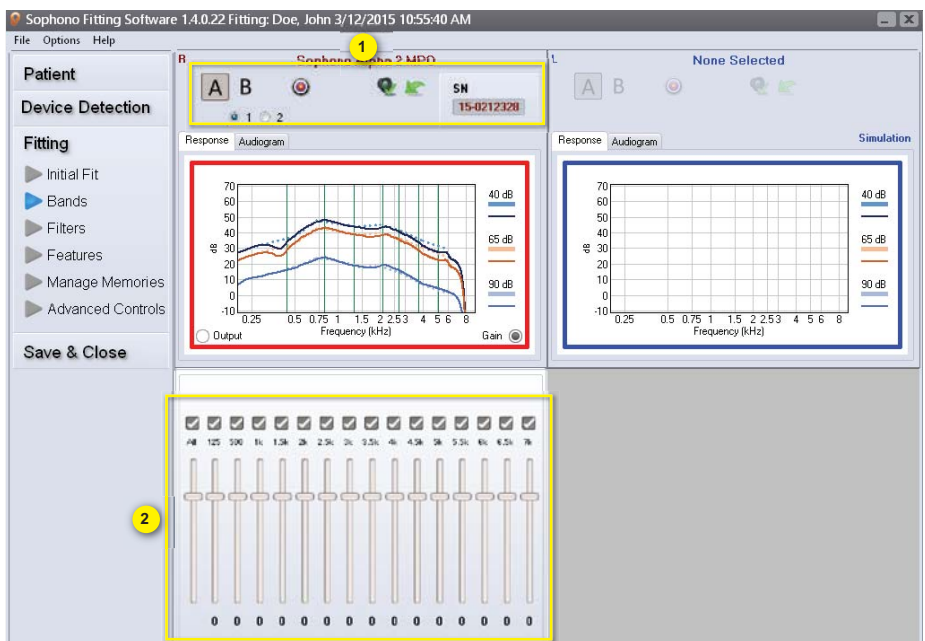 Sophono Fitting Software 1.4.0.22 Fitting: Doe, John 3/12/2015 10:55:40 AM
File Options Help
1
R
Sophono Alpha 2 MPO
L
None Selected
Patient
Device Detection
Fitting
Initial Fit
Bands
Filters
Features
Manage Memories
Advanced Controls
Save & Close
A B
1 2
SN
15-0212328
A B
Response Audiogram
Response Audiogram
Simulation
70
60
50
40
30
20
10
0
-10
dB
0.25 0.5 0.75 1 1.5 2 2.5 3 4 5 6 8
Frequency (kHz)
Output
Gain
40 dB
65 dB
90 dB
70
60
50
40
30
20
10
0
-10
dB
0.25 0.5 0.75 1 1.5 2 2.5 3 4 5 6 8
Frequency (kHz)
40 dB
65 dB
90 dB
2
All 125 500 1k 1.5k 2k 2.5k 3k 3.5k 4k 4.5k 5k 5.5k 6k 6.5k 7k
0 0 0 0 0 0 0 0 0 0 0 0 0 0 0